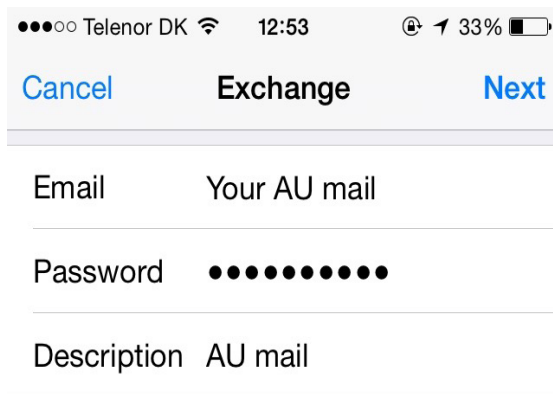 ●●●○○ Telenor DK 12:53 33%
Cancel Exchange Next
Email Your AU mail
Password ●●●●●●●●●●
Description AU mail